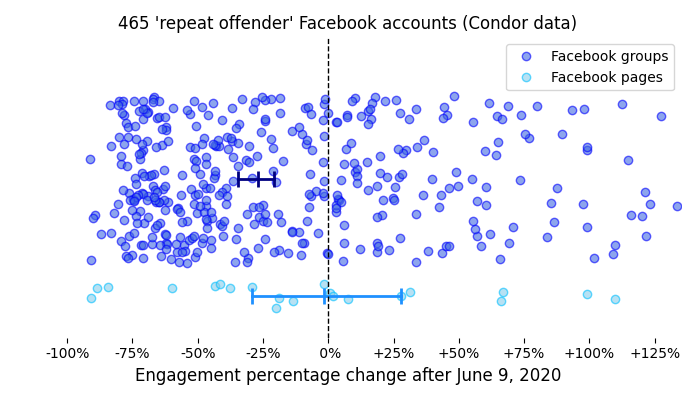 465 'repeat offender' Facebook accounts (Condor data)
Facebook groups
Facebook pages
-100% -75% -50% -25% 0% +25% +50% +75% +100% +125%
Engagement percentage change after June 9, 2020